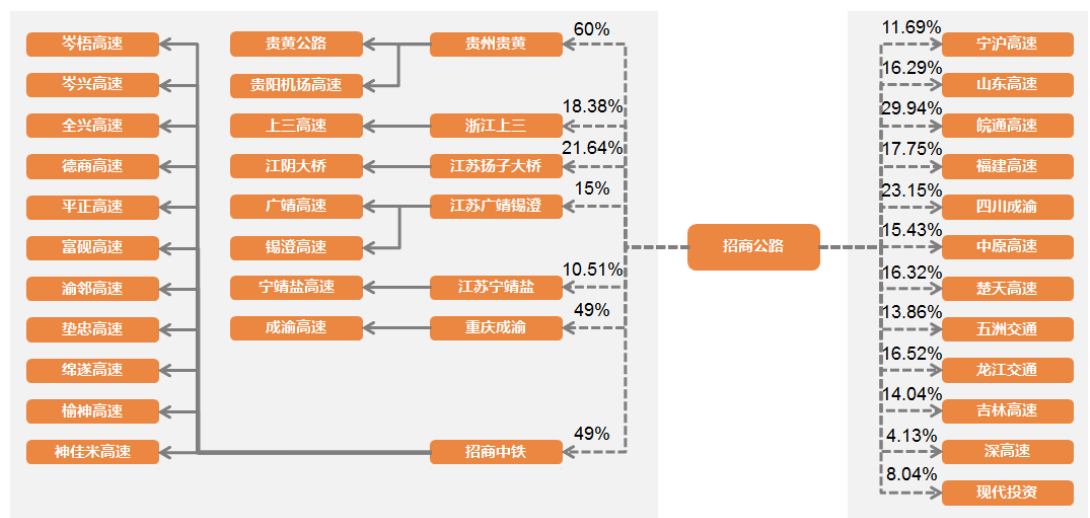 60%
11.69%
岑梧高速
贵黄公路
贵州贵黄
宁沪高速
16.29%
岑兴高速
贵阳机场高速
山东高速
18.38%
29.94%
全兴高速
上三高速
浙江上三
皖通高速
21.64%
17.75%
德商高速
江阴大桥
江苏扬子大桥
福建高速
15%
23.15%
平正高速
广靖高速
江苏广靖锡澄
四川成渝
15.43%
富砚高速
锡澄高速
招商公路
中原高速
10.51%
16.32%
渝邻高速
宁靖盐高速
江苏宁靖盐
楚天高速
49%
13.86%
垫忠高速
成渝高速
重庆成渝
五洲交通
16.52%
绵遂高速
龙江交通
14.04%
榆神高速
吉林高速
49%
4.13%
神佳米高速
招商中铁
深高速
8.04%
现代投资